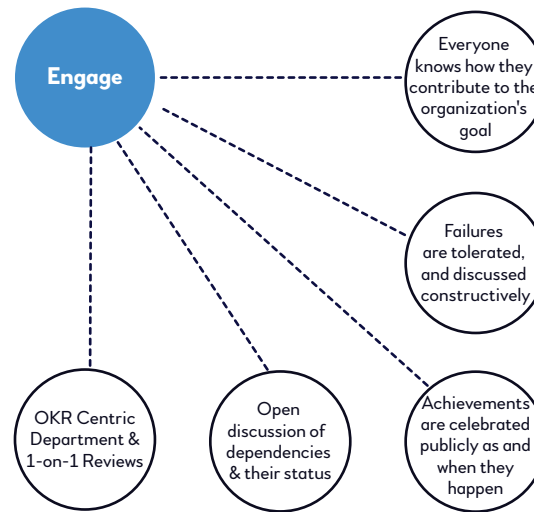 Engage
Everyone
knows how they
contribute to the
organization's
goal
Failures
are tolerated,
and discussed
constructively
Achievements
are celebrated
publicly as and
when they
happen
Open
discussion of
dependencies
& their status
OKR Centric
Department &
1-on-1 Reviews